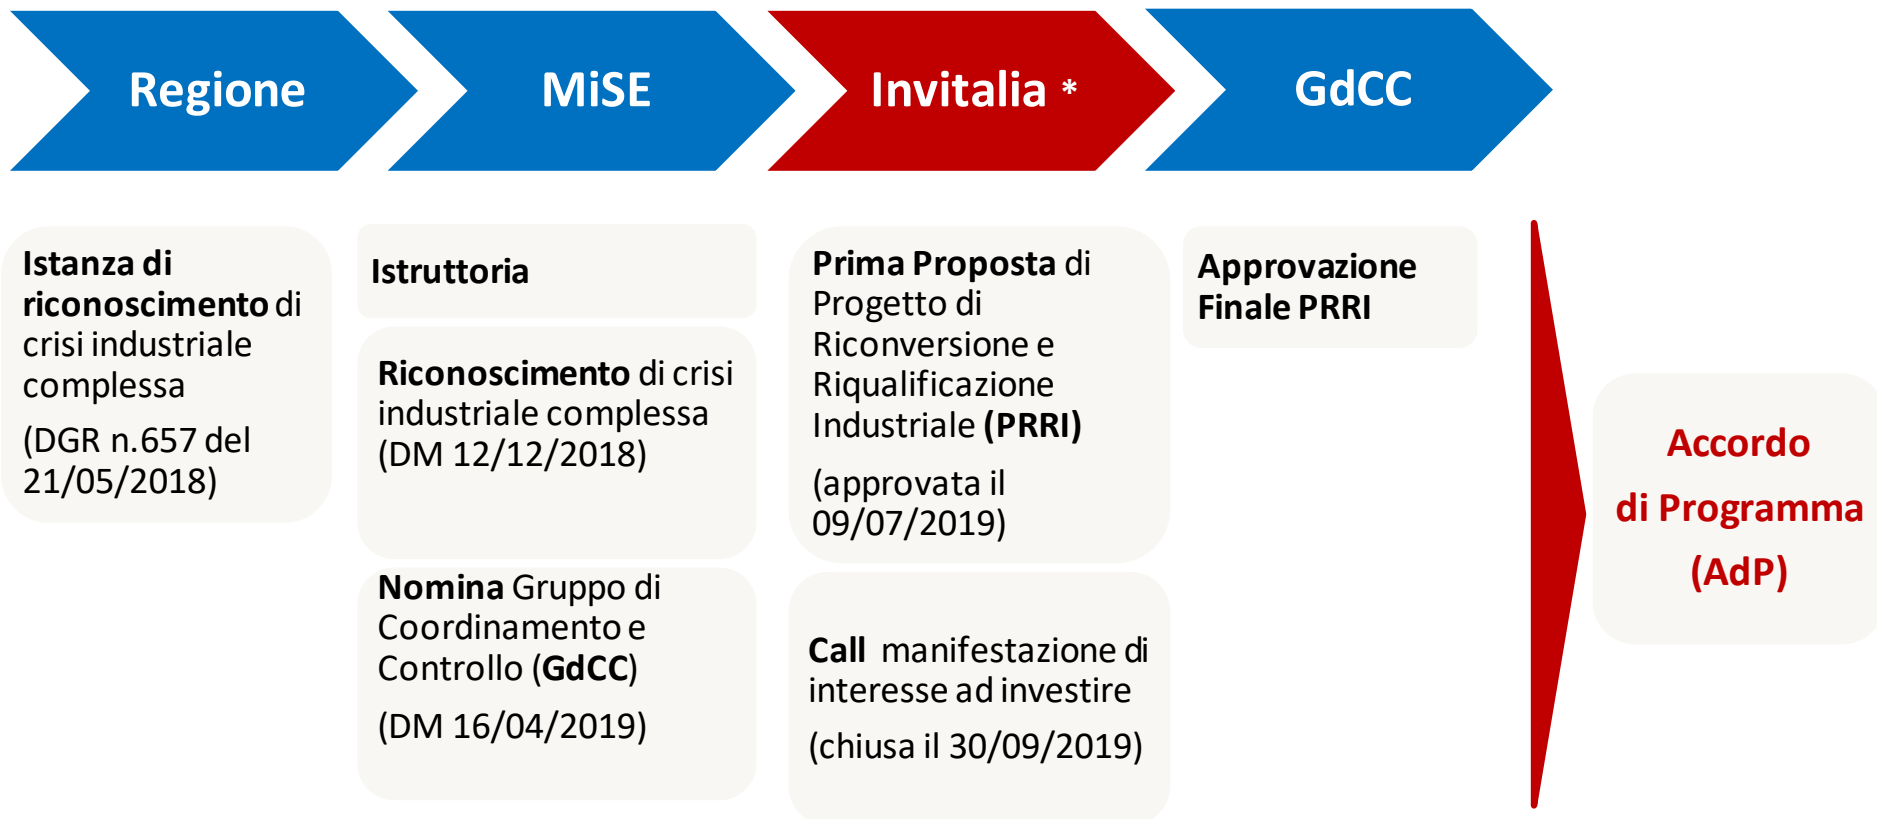 Regione
MiSE
Invitalia *
GdCC
Istanza di
riconoscimento di
crisi industriale
complessa
(DGR n.657 del
21/05/2018)
Istruttoria
Riconoscimento di crisi
industriale complessa
(DM 12/12/2018)
Nomina Gruppo di
Coordinamento e
Controllo (GdCC)
(DM 16/04/2019)
Prima Proposta di
Progetto di
Riconversione e
Riqualificazione
Industriale (PRRI)
(approvata il
09/07/2019)
Call manifestazione di
interesse ad investire
(chiusa il 30/09/2019)
Approvazione
Finale PRRI
Accordo
di Programma
(AdP)